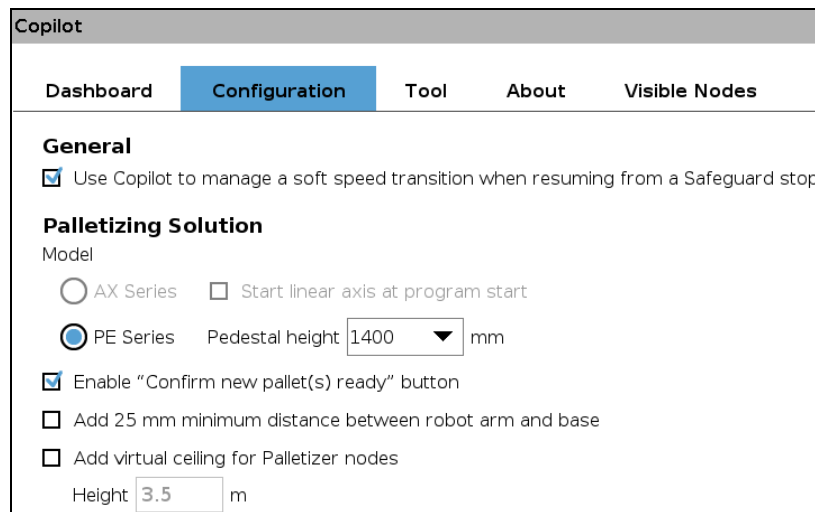 Copilot
Dashboard Configuration Tool About Visible Nodes
General
Use Copilot to manage a soft speed transition when resuming from a Safeguard stop
Palletizing Solution
Model
AX Series Start linear axis at program start
PE Series Pedestal height 1400 mm
Enable “Confirm new pallet(s) ready” button
Add 25 mm minimum distance between robot arm and base
Add virtual ceiling for Palletizer nodes
Height 3.5 m